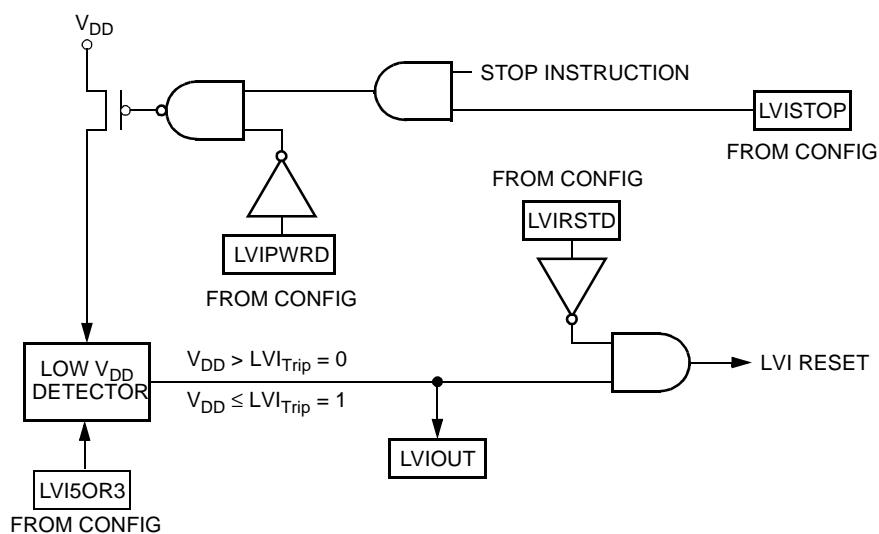 VDD
STOP INSTRUCTION
LVISTOP
FROM CONFIG
FROM CONFIG
LVIRSTD
LVIPWRD
FROM CONFIG
LOW VDD
DETECTOR
VDD > LVITrip = 0
VDD ≤ LVITrip = 1
LVI RESET
LVIOUT
LVI5OR3
FROM CONFIG